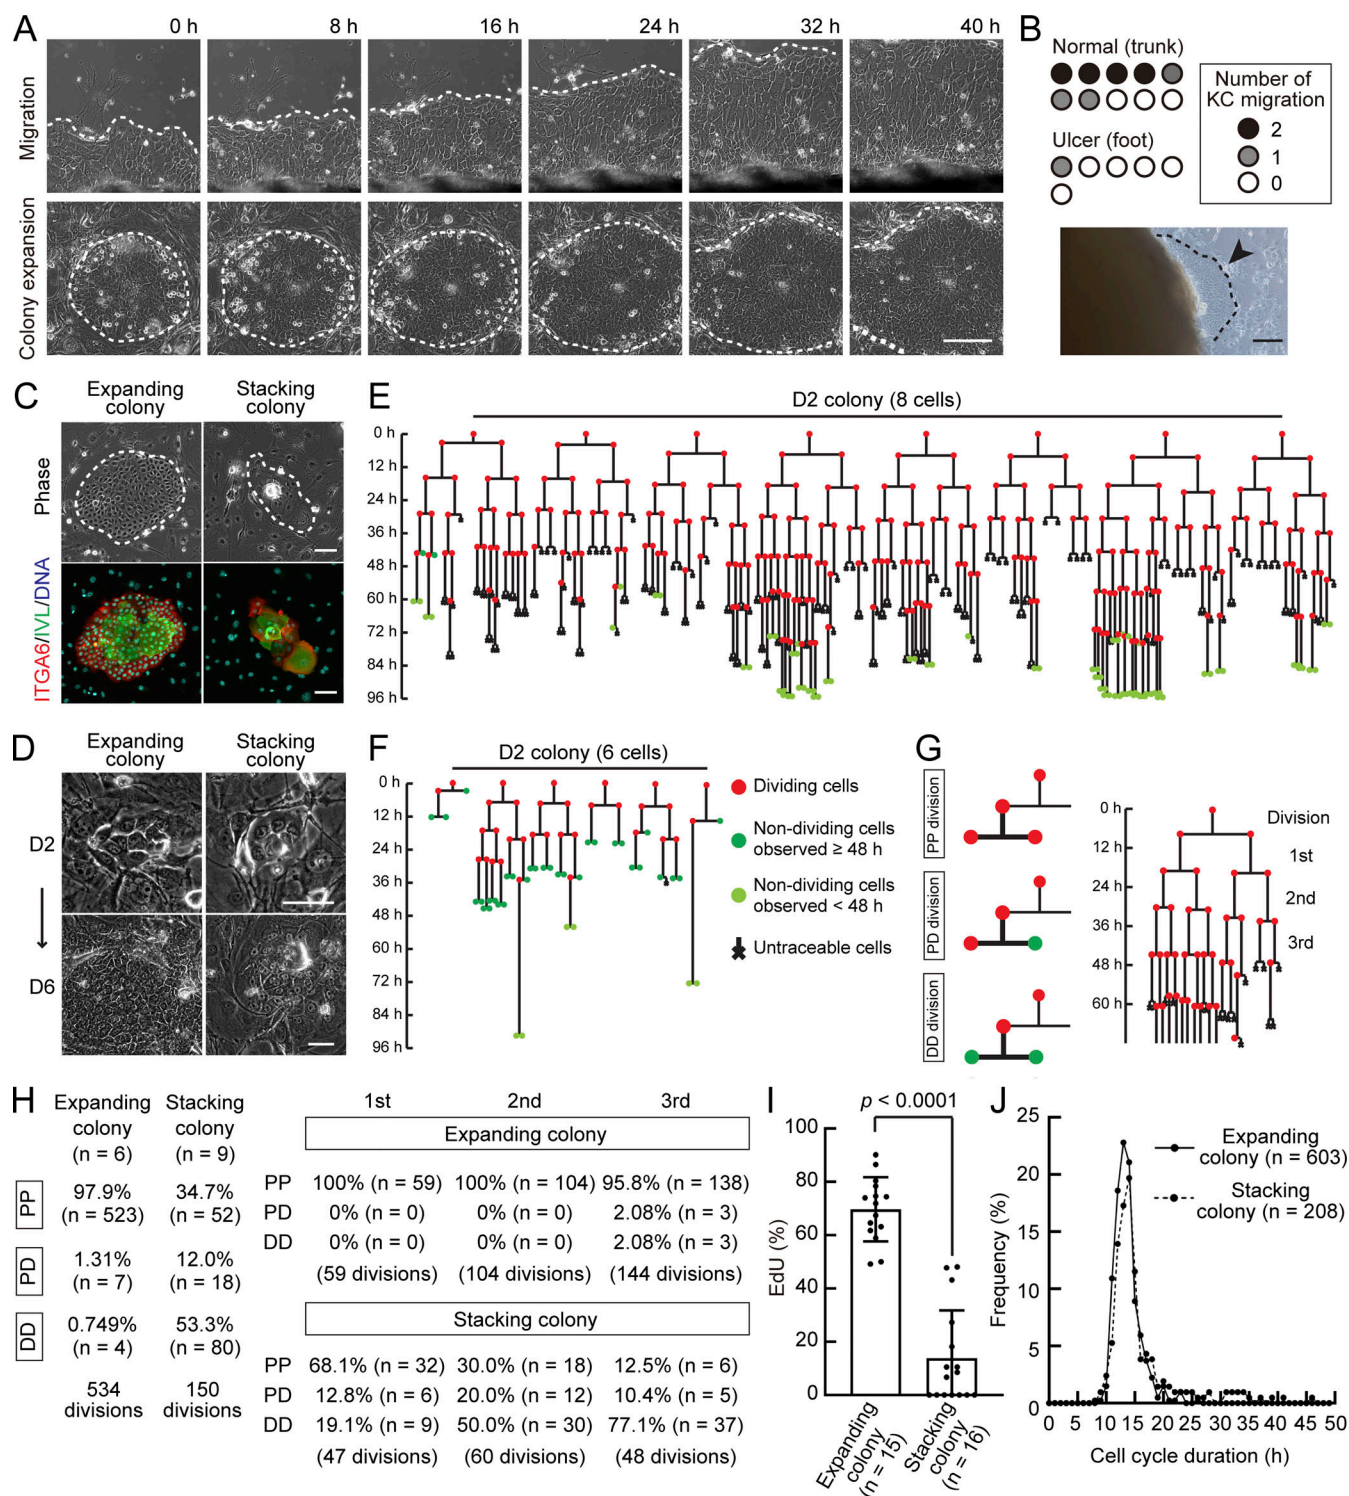 A
0 h 8 h 16 h 24 h 32 h 40 h
Migration
Colony expansion
B
Normal (trunk)
Ulcer (foot)
Number of
KC migration
2
1
0
C
Expanding
colony
Stacking
colony
Phase
ITGA6/IVL/DNA
D
Expanding
colony
Stacking
colony
D2
D6
E
D2 colony (8 cells)
0 h
12 h
24 h
36 h
48 h
60 h
72 h
84 h
96 h
F
D2 colony (6 cells)
0 h
12 h
24 h
36 h
48 h
60 h
72 h
84 h
96 h
Dividing cells
Non-dividing cells
observed ≥ 48 h
Non-dividing cells
observed < 48 h
Untraceable cells
G
PP division
PD division
DD division
0 h
12 h
24 h
36 h
48 h
60 h
Division
1st
2nd
3rd
H
Expanding
colony
(n = 6)
Stacking
colony
(n = 9)
PP
97.9%
(n = 523)
34.7%
(n = 52)
PD
1.31%
(n = 7)
12.0%
(n = 18)
DD
0.749%
(n = 4)
53.3%
(n = 80)
534
divisions
150
divisions
1st 2nd 3rd
Expanding colony
PP 100% (n = 59) 100% (n = 104) 95.8% (n = 138)
PD 0% (n = 0) 0% (n = 0) 2.08% (n = 3)
DD 0% (n = 0) 0% (n = 0) 2.08% (n = 3)
(59 divisions) (104 divisions) (144 divisions)
Stacking colony
PP 68.1% (n = 32) 30.0% (n = 18) 12.5% (n = 6)
PD 12.8% (n = 6) 20.0% (n = 12) 10.4% (n = 5)
DD 19.1% (n = 9) 50.0% (n = 30) 77.1% (n = 37)
(47 divisions) (60 divisions) (48 divisions)
I
p < 0.0001
EdU (%)
100
80
60
40
20
0
Expanding
colony
(n = 15)
Stacking
colony
(n = 16)
J
Frequency (%)
25
20
15
10
5
0
Expanding
colony (n = 603)
Stacking
colony (n = 208)
0 5 10 15 20 25 30 35 40 45 50
Cell cycle duration (h)